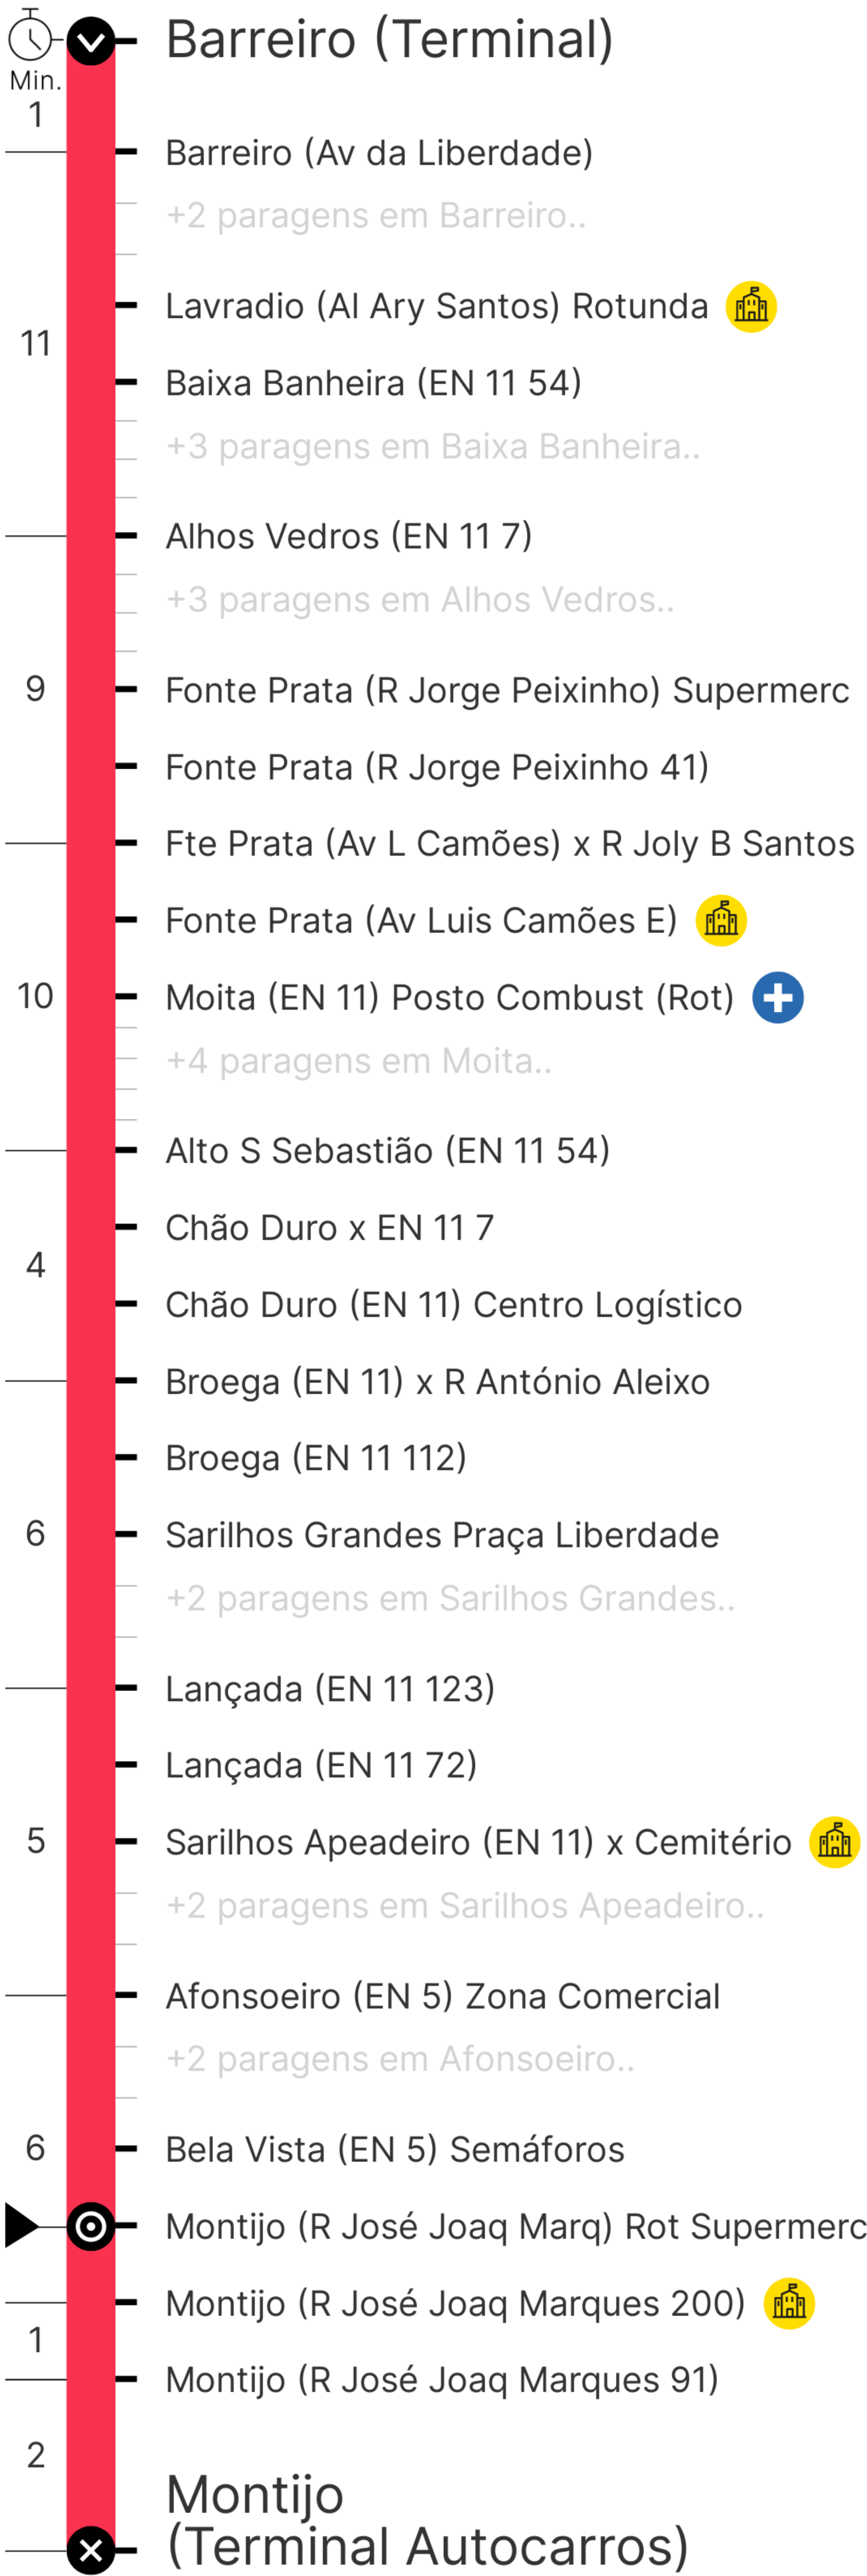 Barreiro (Terminal)
Min.
1
Barreiro (Av da Liberdade)
+2 paragens em Barreiro..
Lavradio (Al Ary Santos) Rotunda
11
Baixa Banheira (EN 11 54)
+3 paragens em Baixa Banheira..
Alhos Vedros (EN 11 7)
+3 paragens em Alhos Vedros..
9
Fonte Prata (R Jorge Peixinho) Supermerc
Fonte Prata (R Jorge Peixinho 41)
Fte Prata (Av L Camões) x R Joly B Santos
Fonte Prata (Av Luis Camões E)
10
Moita (EN 11) Posto Combust (Rot)
+4 paragens em Moita..
Alto S Sebastião (EN 11 54)
Chão Duro x EN 11 7
4
Chão Duro (EN 11) Centro Logístico
Broega (EN 11) x R António Aleixo
Broega (EN 11 112)
6
Sarilhos Grandes Praça Liberdade
+2 paragens em Sarilhos Grandes..
Lançada (EN 11 123)
Lançada (EN 11 72)
5
Sarilhos Apeadeiro (EN 11) x Cemitério
+2 paragens em Sarilhos Apeadeiro..
Afonsoeiro (EN 5) Zona Comercial
+2 paragens em Afonsoeiro..
6
Bela Vista (EN 5) Semáforos
Montijo (R José Joaq Marq) Rot Supermerc
Montijo (R José Joaq Marques 200)
1
Montijo (R José Joaq Marques 91)
2
Montijo
(Terminal Autocarros)